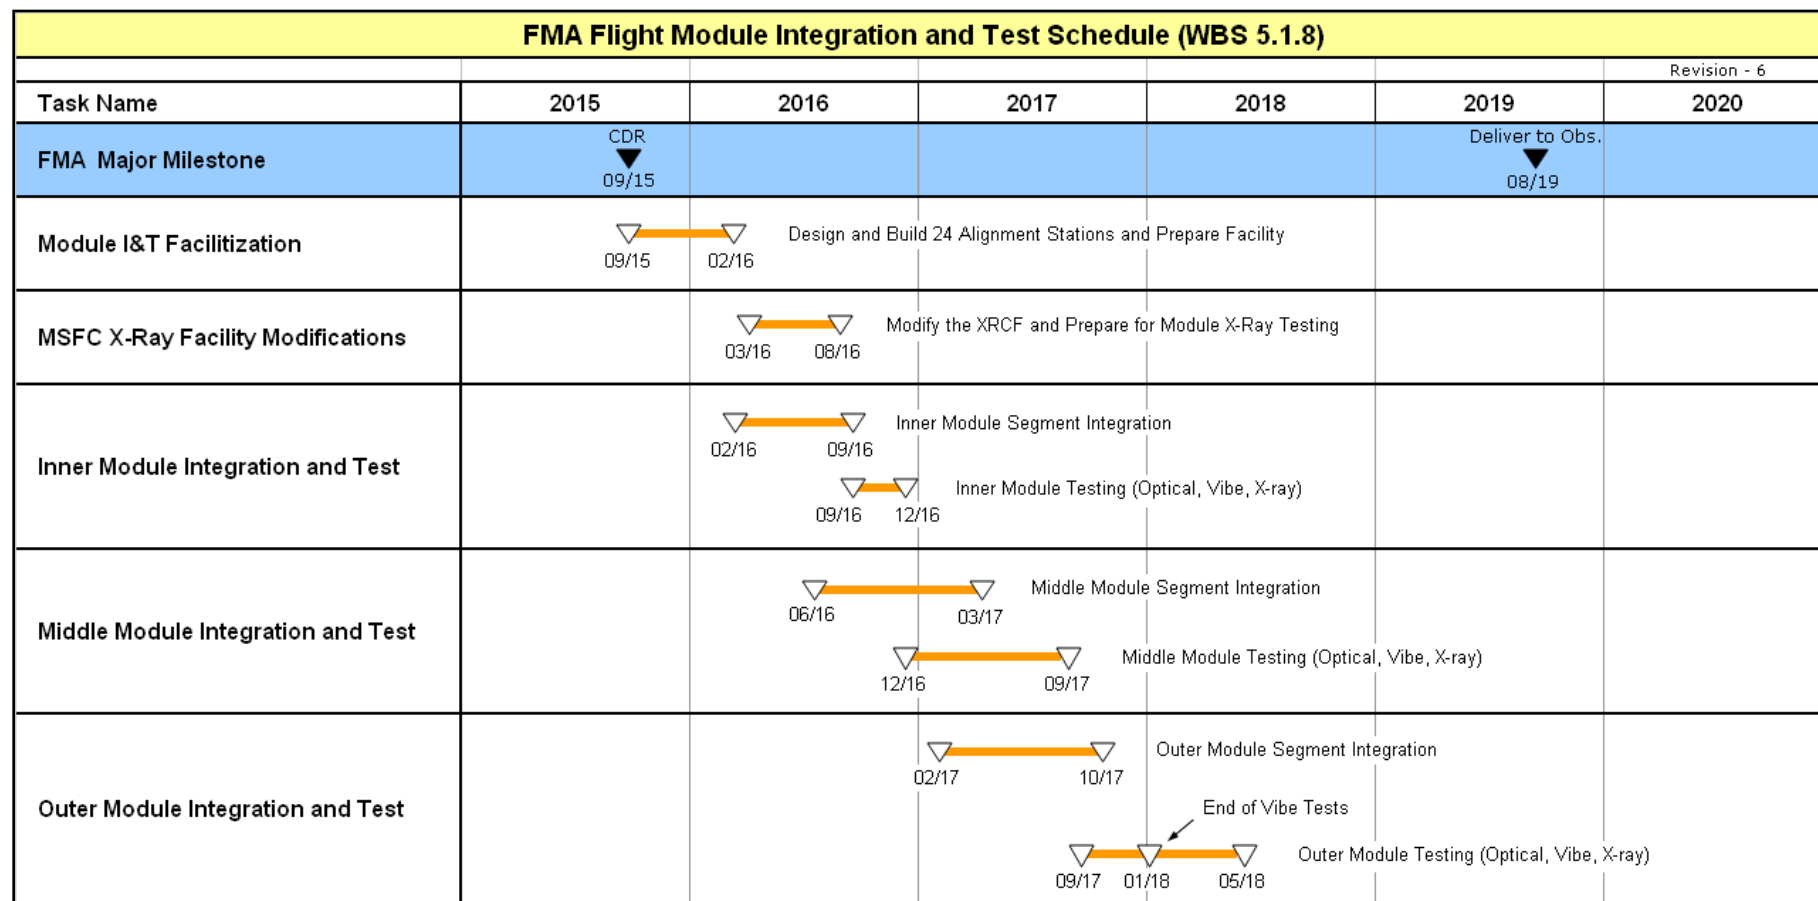 FMA Flight Module Integration and Test Schedule (WBS 5.1.8)
Revision - 6
Task Name 2015 2016 2017 2018 2019 2020
CDR Deliver to Obs.
FMA Major Milestone
09/15 08/19
Module I&T Facilitization
Design and Build 24 Alignment Stations and Prepare Facility
09/15 02/16
MSFC X-Ray Facility Modifications
Modify the XRCF and Prepare for Module X-Ray Testing
03/16 08/16
Inner Module Segment Integration
02/16 09/16
Inner Module Integration and Test
Inner Module Testing (Optical, Vibe, X-ray)
09/16 12/16
Middle Module Segment Integration
06/16 03/17
Middle Module Integration and Test
Middle Module Testing (Optical, Vibe, X-ray)
12/16 09/17
Outer Module Segment Integration
02/17 10/17
Outer Module Integration and Test
End of Vibe Tests
Outer Module Testing (Optical, Vibe, X-ray)
09/17 01/18 05/18